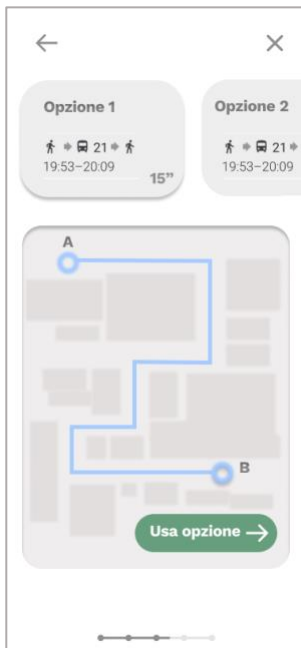 Opzione 1
21
19:53–20:09
15”
Opzione 2
21
19:53–20:09
A
B
Usa opzione